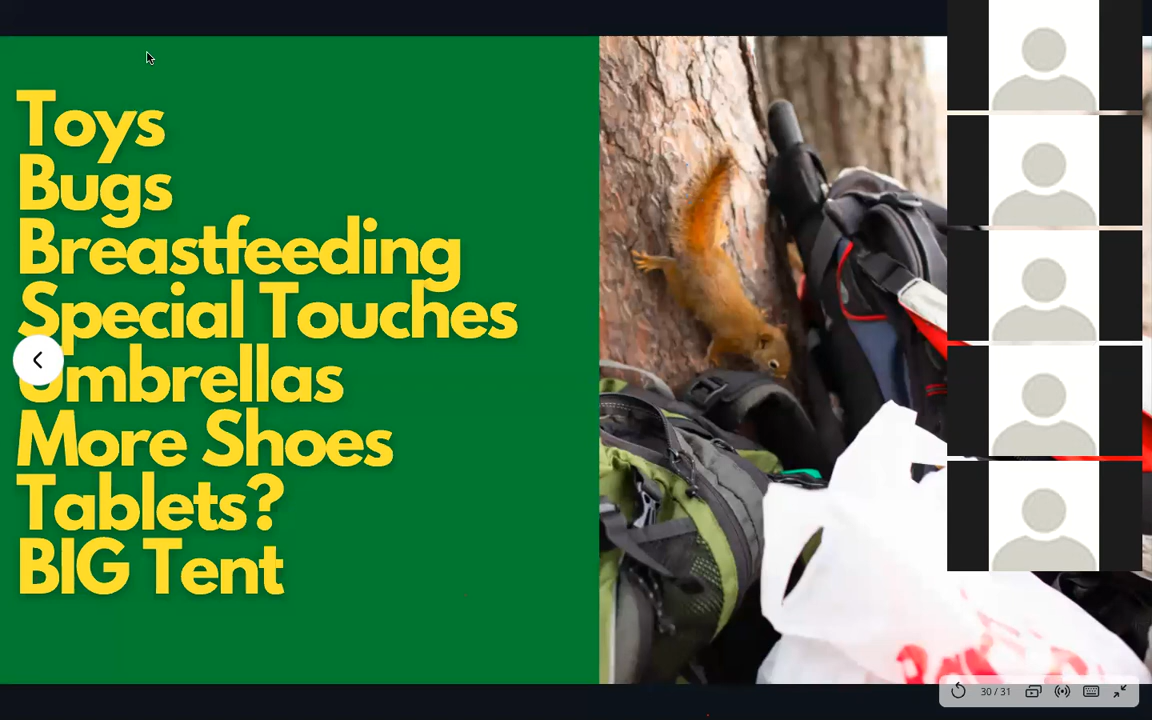 Toys
Bugs
Breastfeeding
Special Touches
Umbrellas
More Shoes
Tablets?
BIG Tent
30 / 31